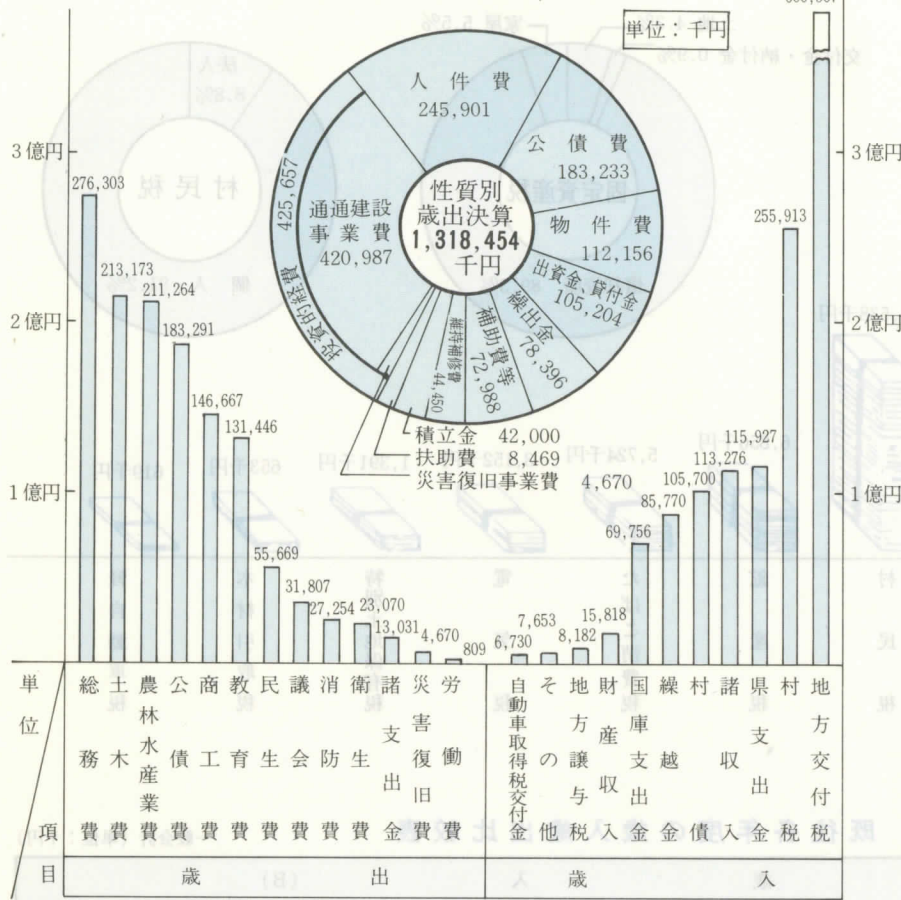 単位：千円
3億円
2億円
1億円
3億円
2億円
1億円
性質別
歳出決算
1,318,454
千円
人件費
245,901
公債費
183,233
物件費
112,156
出資金、貸付金
105,204
繰出金
78,396
補助費等
72,988
維持補修費
44,450
積立金 42,000
扶助費 8,469
災害復旧事業費 4,670
通通建設
事業費
420,987
投資的経費
425,657
276,303
213,173
211,264
183,291
146,667
131,446
55,669
31,807
27,254
23,070
13,031
4,670
809
6,730
7,653
8,182
15,818
69,756
85,770
105,700
113,276
115,927
255,913
単位
項目
総務費
土木費
農林水産業費
公債費
商工費
教育費
民生費
議会費
消防費
衛生費
諸支出金
災害復旧費
労働費
自動車取得税交付金
その他
地方譲与税
財産収入
国庫支出金
繰越金
村債
諸収入
県支出金
村税
地方交付税
歳出
歳入